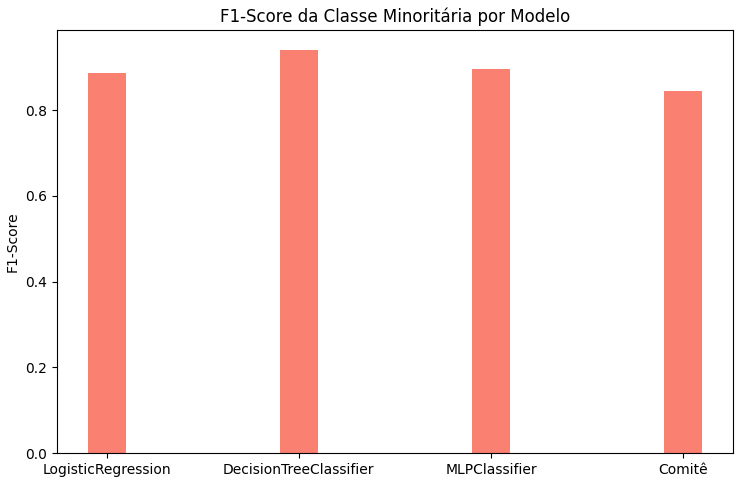 F1-Score da Classe Minoritária por Modelo
F1-Score
0.8
0.6
0.4
0.2
0.0
LogisticRegression
DecisionTreeClassifier
MLPClassifier
Comitê